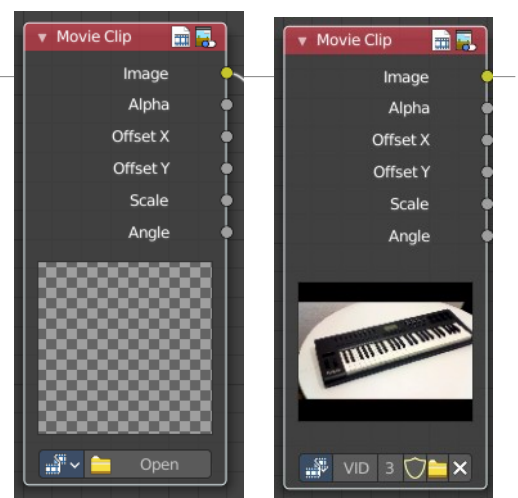 Movie Clip
Image
Alpha
Offset X
Offset Y
Scale
Angle
Open
Movie Clip
Image
Alpha
Offset X
Offset Y
Scale
Angle
VID 3